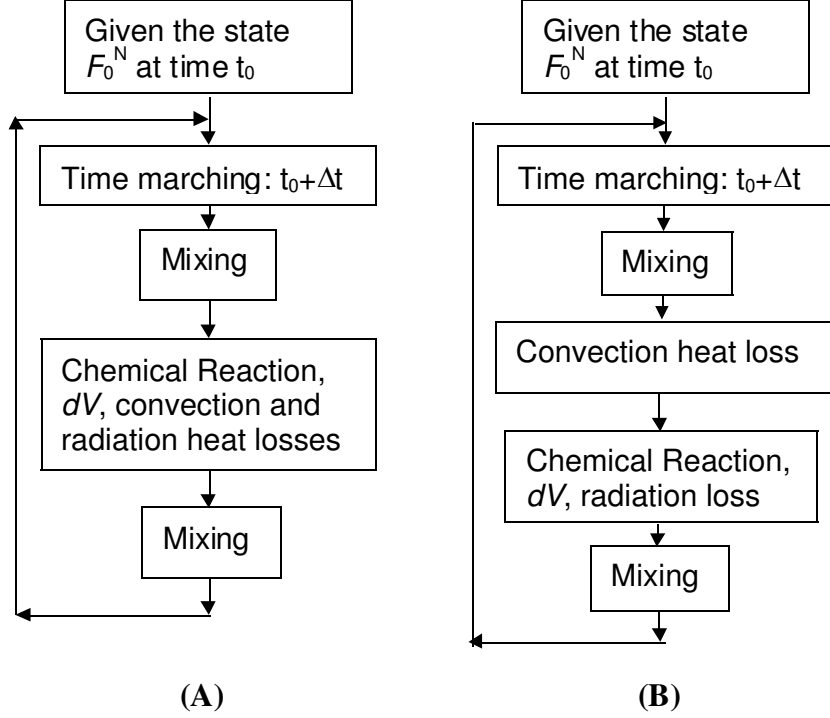 Given the state
F₀ᴺ at time t₀
Time marching: t₀+Δt
Mixing
Chemical Reaction,
dV, convection and
radiation heat losses
Mixing
(A)
Given the state
F₀ᴺ at time t₀
Time marching: t₀+Δt
Mixing
Convection heat loss
Chemical Reaction,
dV, radiation loss
Mixing
(B)